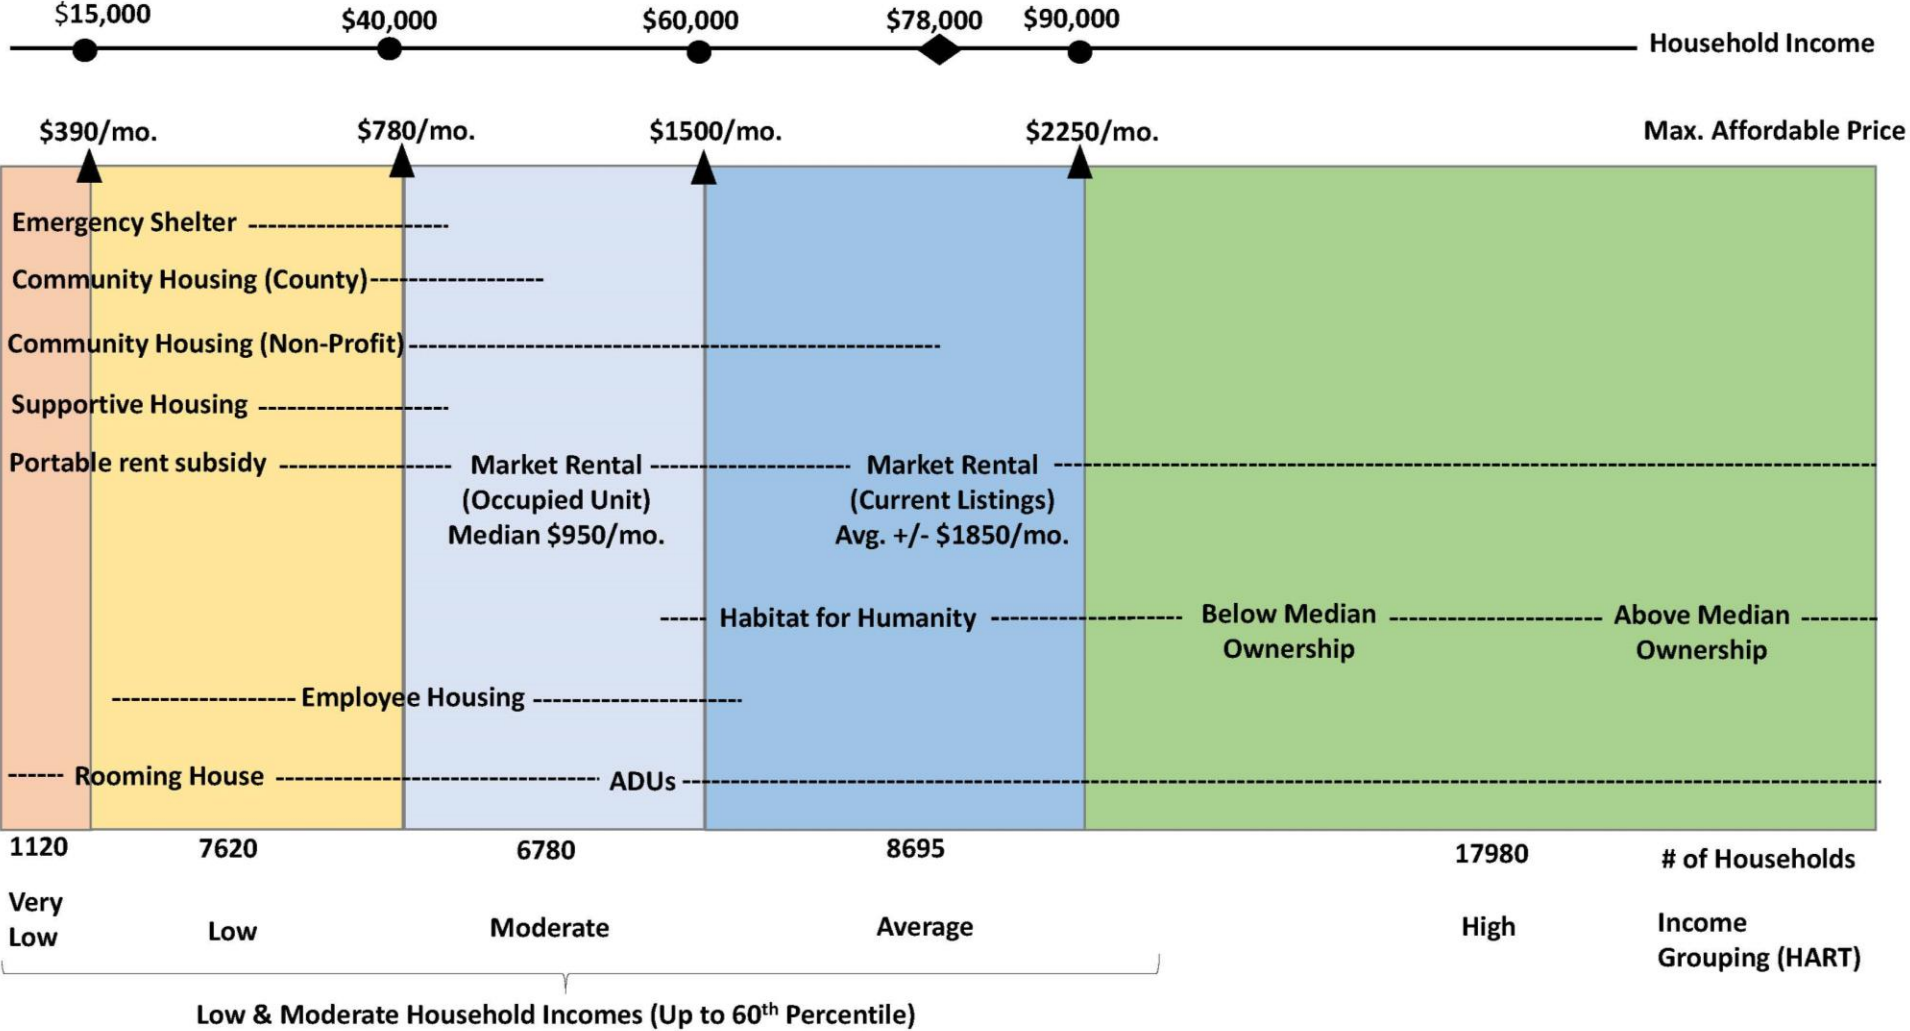 $15,000
$40,000
$60,000
$78,000
$90,000
Household Income
$390/mo.
$780/mo.
$1500/mo.
$2250/mo.
Max. Affordable Price
Emergency Shelter
Community Housing (County)
Community Housing (Non-Profit)
Supportive Housing
Portable rent subsidy
Market Rental
(Occupied Unit)
Median $950/mo.
Market Rental
(Current Listings)
Avg. +/- $1850/mo.
Habitat for Humanity
Below Median
Ownership
Above Median
Ownership
Employee Housing
Rooming House
ADUs
1120
7620
6780
8695
17980
# of Households
Very
Low
Low
Moderate
Average
High
Income
Grouping (HART)
Low & Moderate Household Incomes (Up to 60th Percentile)